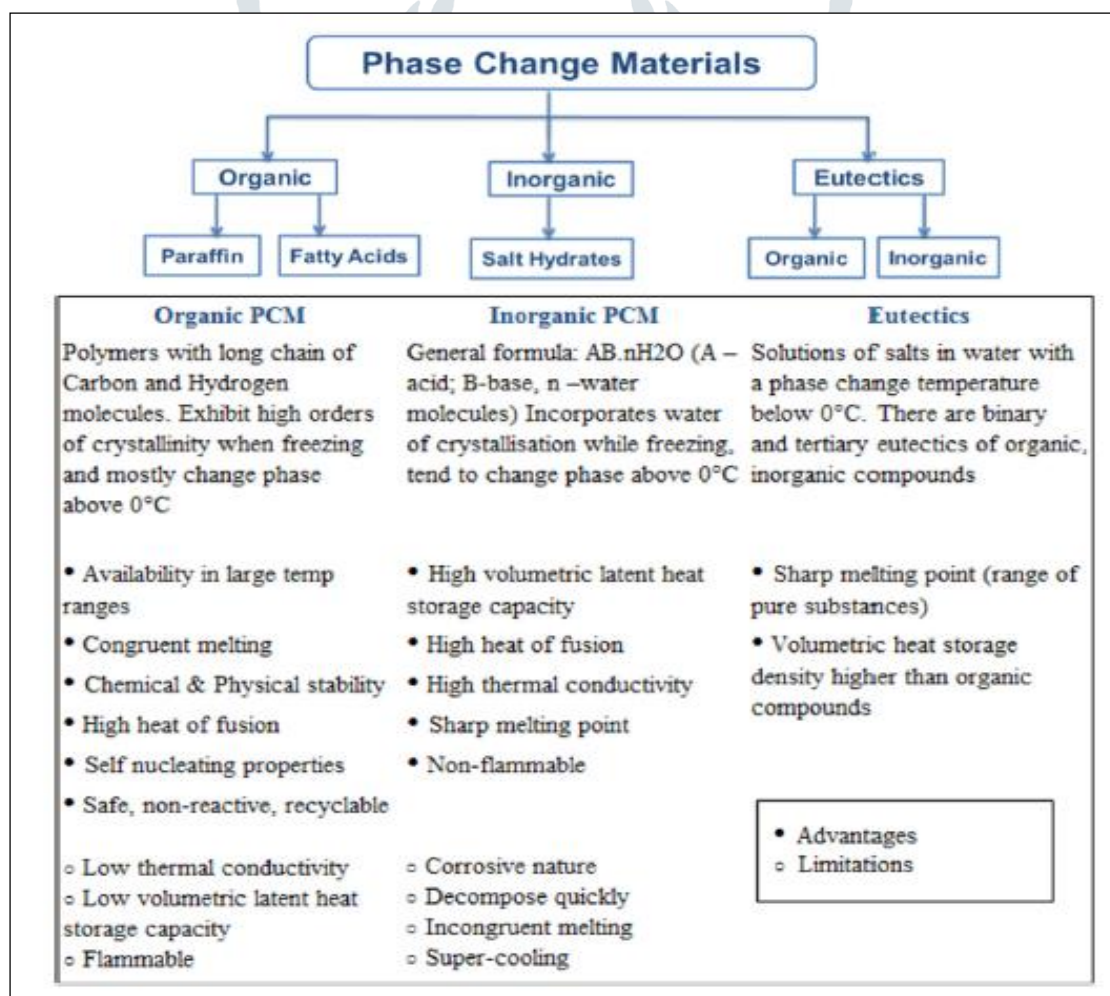 Phase Change Materials
Organic
Inorganic
Eutectics
Paraffin
Fatty Acids
Salt Hydrates
Organic
Inorganic
Organic PCM
Polymers with long chain of
Carbon and Hydrogen
molecules. Exhibit high orders
of crystallinity when freezing
and mostly change phase
above 0°C
• Availability in large temp
ranges
• Congruent melting
• Chemical & Physical stability
• High heat of fusion
• Self nucleating properties
• Safe, non-reactive, recyclable
○ Low thermal conductivity
○ Low volumetric latent heat
storage capacity
○ Flammable
Inorganic PCM
General formula: AB.nH2O (A –
acid; B-base, n –water
molecules) Incorporates water
of crystallisation while freezing,
tend to change phase above 0°C
• High volumetric latent heat
storage capacity
• High heat of fusion
• High thermal conductivity
• Sharp melting point
• Non-flammable
○ Corrosive nature
○ Decompose quickly
○ Incongruent melting
○ Super-cooling
Eutectics
Solutions of salts in water with
a phase change temperature
below 0°C. There are binary
and tertiary eutectics of organic,
inorganic compounds
• Sharp melting point (range of
pure substances)
• Volumetric heat storage
density higher than organic
compounds
• Advantages
○ Limitations